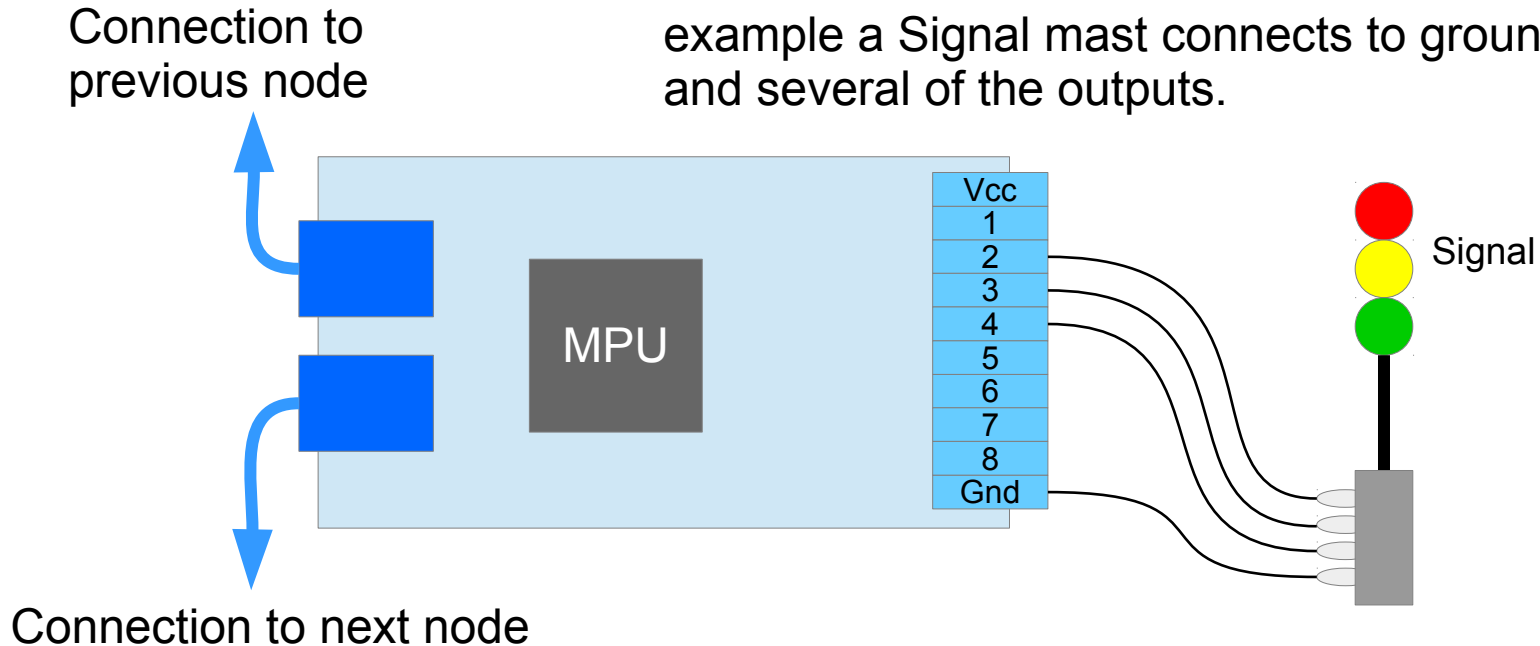 Connection to
previous node
example a Signal mast connects to groun
and several of the outputs.
Vcc
1
2
3
4
5
6
7
8
Gnd
MPU
Signal
Connection to next node